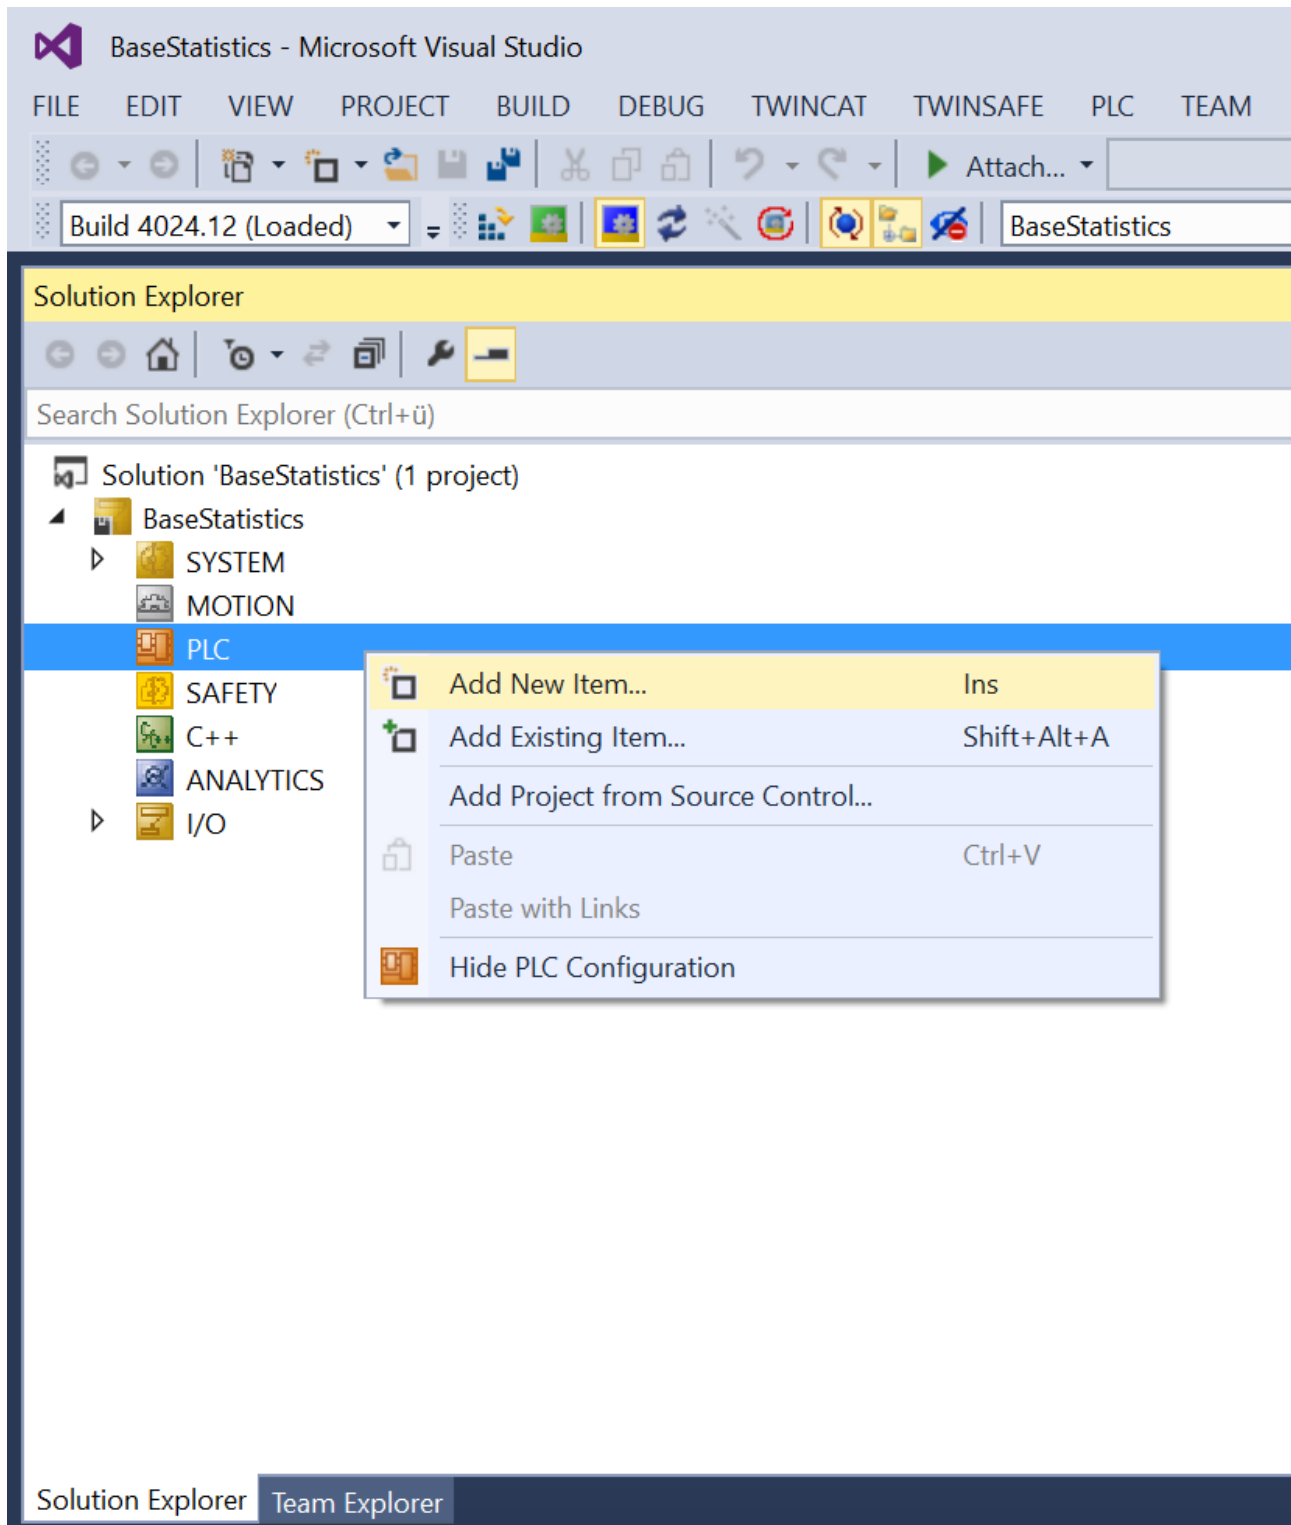 BaseStatistics - Microsoft Visual Studio
FILE EDIT VIEW PROJECT BUILD DEBUG TWINCAT TWINSAFE PLC TEAM
Attach...
Build 4024.12 (Loaded) BaseStatistics
Solution Explorer
Search Solution Explorer (Ctrl+ü)
Solution 'BaseStatistics' (1 project)
BaseStatistics
SYSTEM
MOTION
PLC
SAFETY
C++
ANALYTICS
I/O
Add New Item... Ins
Add Existing Item... Shift+Alt+A
Add Project from Source Control...
Paste Ctrl+V
Paste with Links
Hide PLC Configuration
Solution Explorer Team Explorer